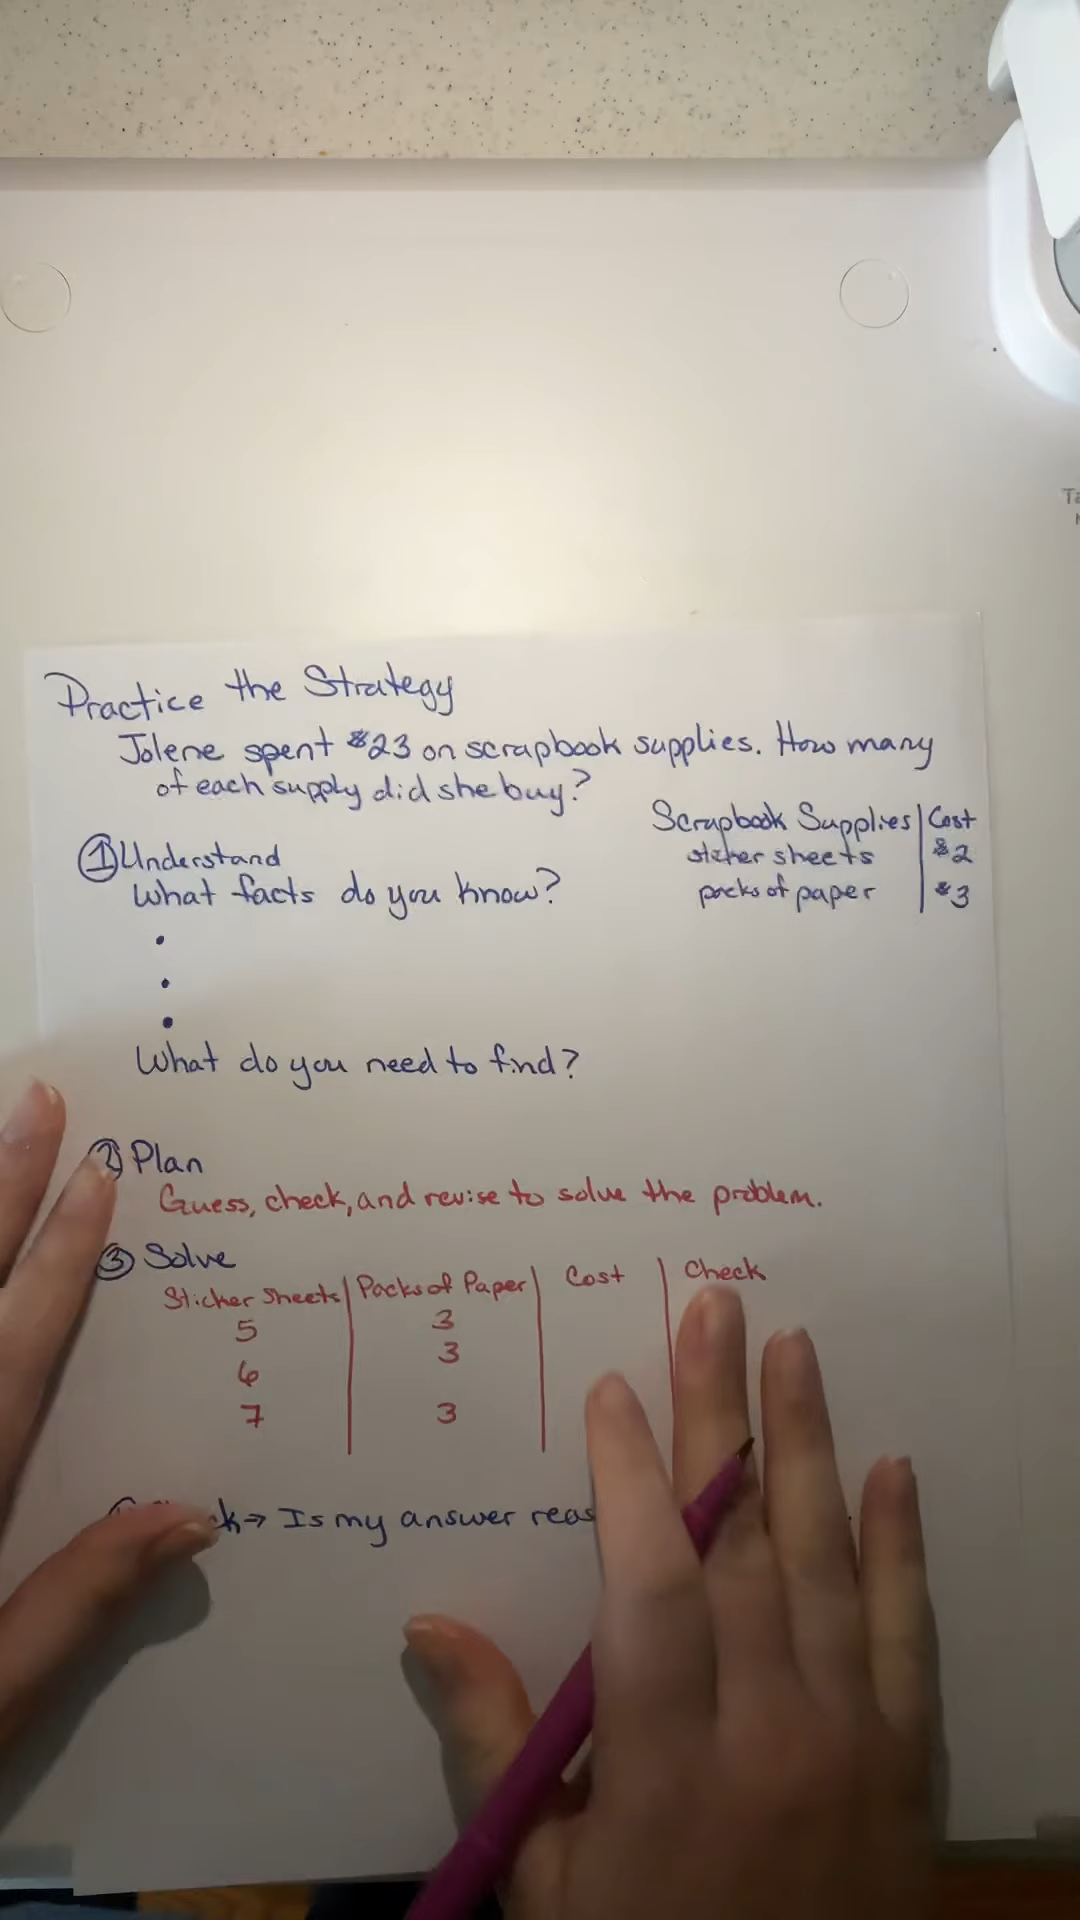 Practice the Strategy
Jolene spent $23 on scrapbook supplies. How many
of each supply did she buy?
Scrapbook Supplies | Cost
sticker sheets | $2
packs of paper | $3
① Understand
What facts do you know?
•
•
•
What do you need to find?
② Plan
Guess, check, and revise to solve the problem.
③ Solve
Sticker Sheets | Packs of Paper | Cost | Check
5 | 3
6 | 3
7 | 3
→ Is my answer